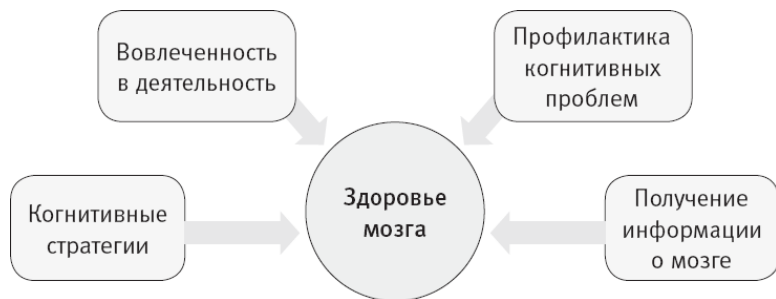 Вовлеченность
в деятельность
Профилактика
когнитивных
проблем
Когнитивные
стратегии
Здоровье
мозга
Получение
информации
о мозге